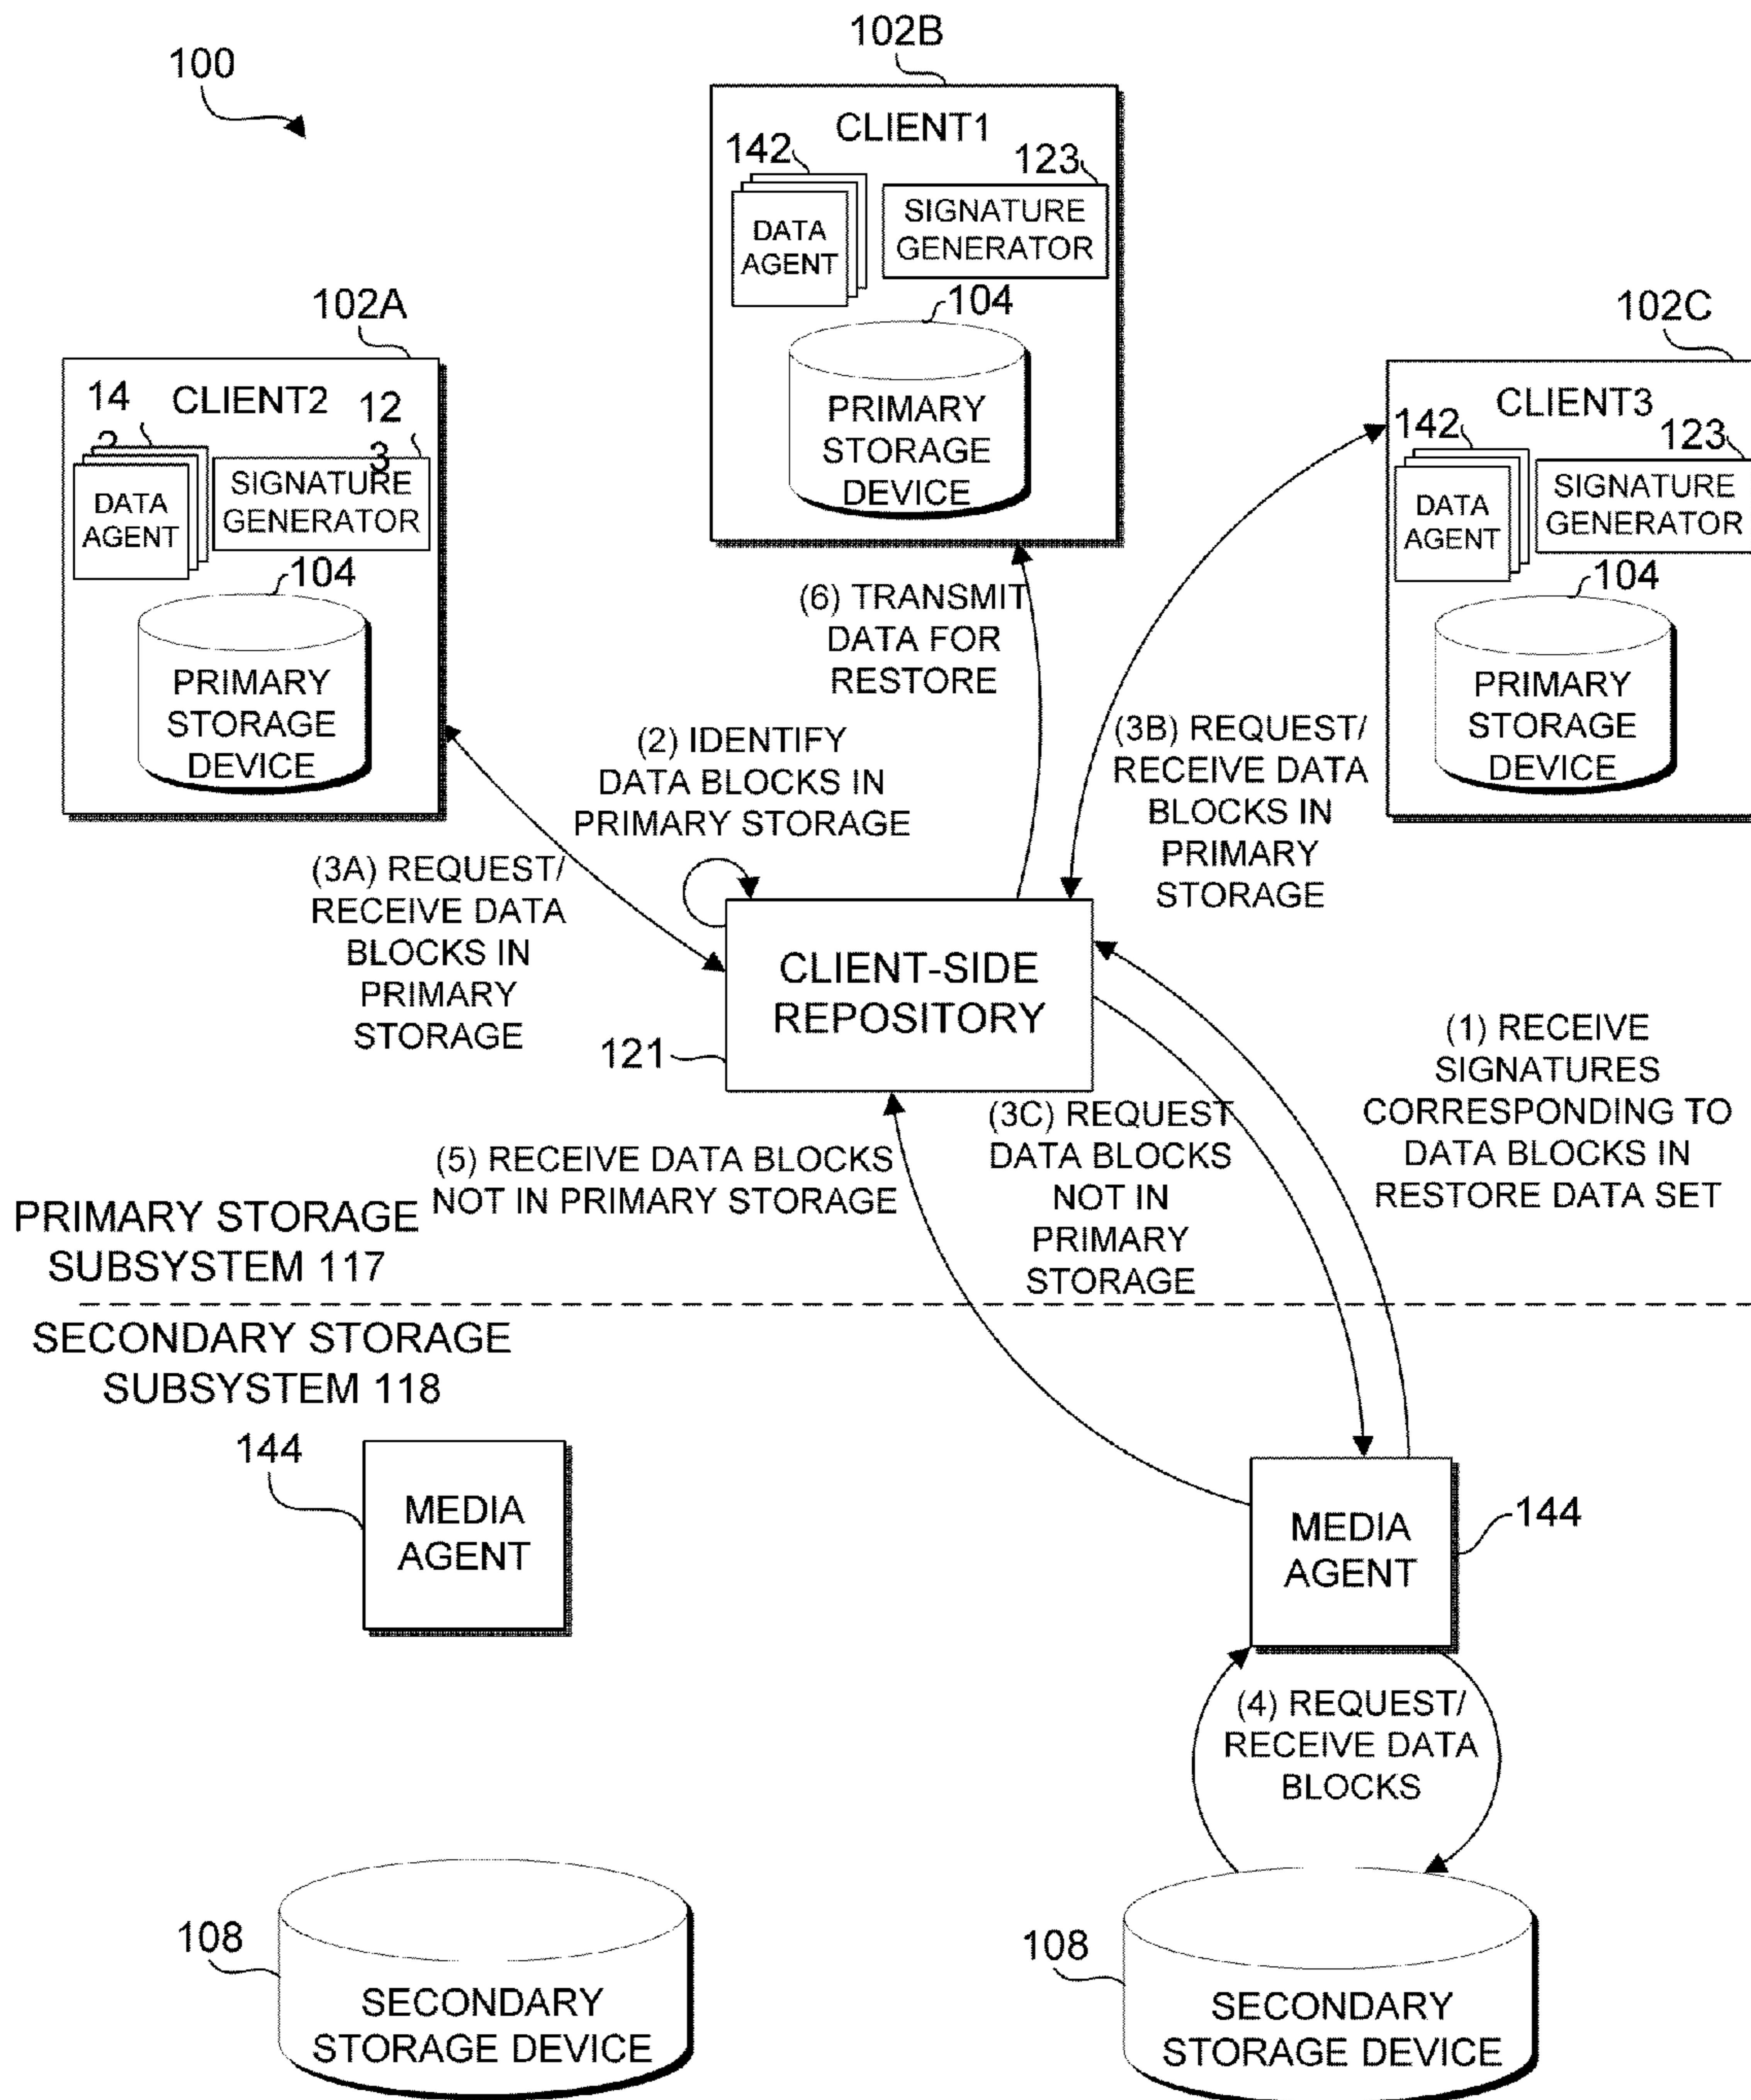 100
102B
CLIENT1
142
123
DATA
AGENT
SIGNATURE
GENERATOR
104
PRIMARY
STORAGE
DEVICE
102A
CLIENT2
14
2
12
3
DATA
AGENT
SIGNATURE
GENERATOR
104
PRIMARY
STORAGE
DEVICE
102C
CLIENT3
142
123
DATA
AGENT
SIGNATURE
GENERATOR
104
PRIMARY
STORAGE
DEVICE
(6) TRANSMIT
DATA FOR
RESTORE
(2) IDENTIFY
DATA BLOCKS IN
PRIMARY STORAGE
(3B) REQUEST/
RECEIVE DATA
BLOCKS IN
PRIMARY
STORAGE
(3A) REQUEST/
RECEIVE DATA
BLOCKS IN
PRIMARY
STORAGE
CLIENT-SIDE
REPOSITORY
121
(1) RECEIVE
SIGNATURES
CORRESPONDING TO
DATA BLOCKS IN
RESTORE DATA SET
(3C) REQUEST
DATA BLOCKS
NOT IN
PRIMARY
STORAGE
(5) RECEIVE DATA BLOCKS
NOT IN PRIMARY STORAGE
PRIMARY STORAGE
SUBSYSTEM 117
SECONDARY STORAGE
SUBSYSTEM 118
144
MEDIA
AGENT
MEDIA
AGENT
144
(4) REQUEST/
RECEIVE DATA
BLOCKS
108
SECONDARY
STORAGE DEVICE
108
SECONDARY
STORAGE DEVICE